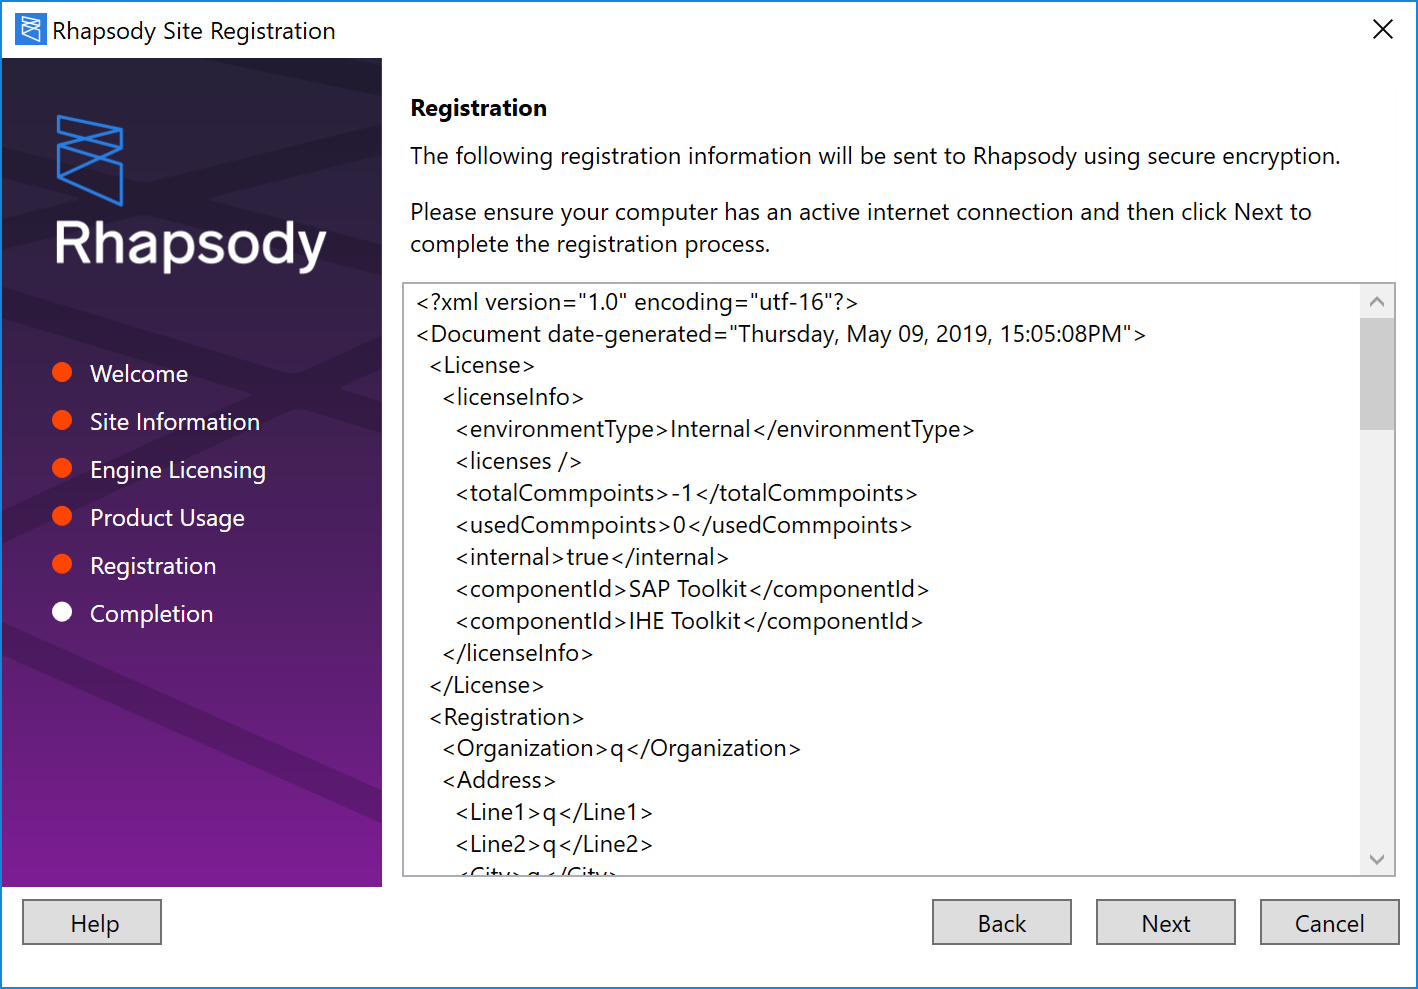 Rhapsody Site Registration
Rhapsody
Welcome
Site Information
Engine Licensing
Product Usage
Registration
Completion
Registration
The following registration information will be sent to Rhapsody using secure encryption.
Please ensure your computer has an active internet connection and then click Next to
complete the registration process.
<?xml version="1.0" encoding="utf-16"?>
<Document date-generated="Thursday, May 09, 2019, 15:05:08PM">
<License>
<licenseInfo>
<environmentType>Internal</environmentType>
<licenses />
<totalCommpoints>-1</totalCommpoints>
<usedCommpoints>0</usedCommpoints>
<internal>true</internal>
<componentId>SAP Toolkit</componentId>
<componentId>IHE Toolkit</componentId>
</licenseInfo>
</License>
<Registration>
<Organization>q</Organization>
<Address>
<Line1>q</Line1>
<Line2>q</Line2>
<City>q</City>
Help
Back
Next
Cancel